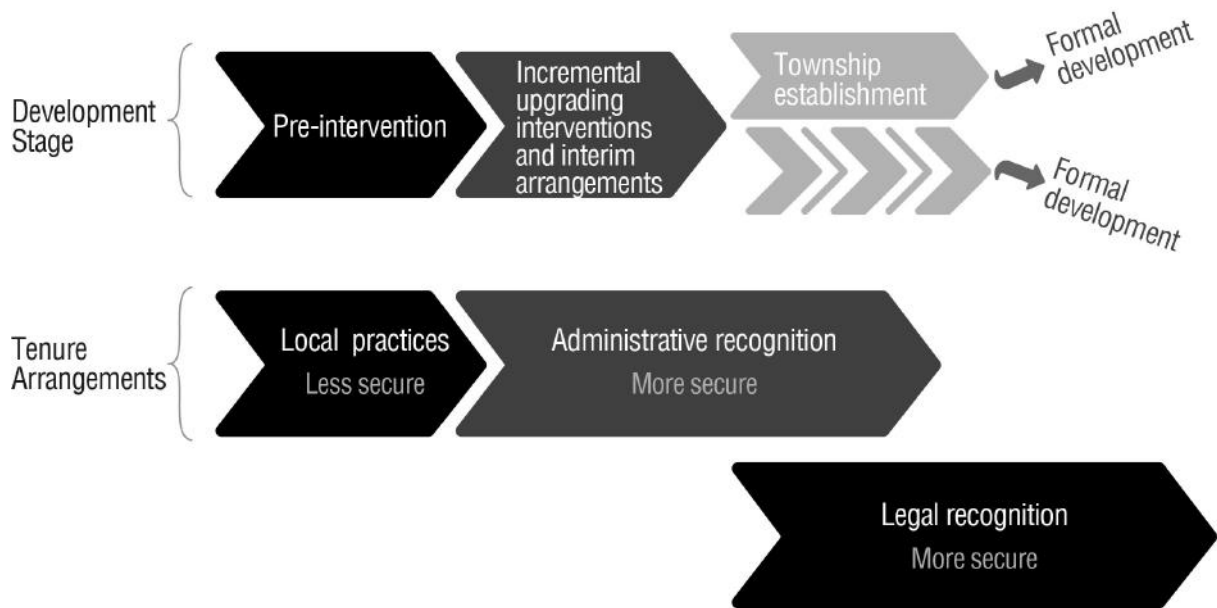 Development
Stage
Pre-intervention
Incremental
upgrading
interventions
and interim
arrangements
Township
establishment
Formal
development
Formal
development
Tenure
Arrangements
Local practices
Less secure
Administrative recognition
More secure
Legal recognition
More secure